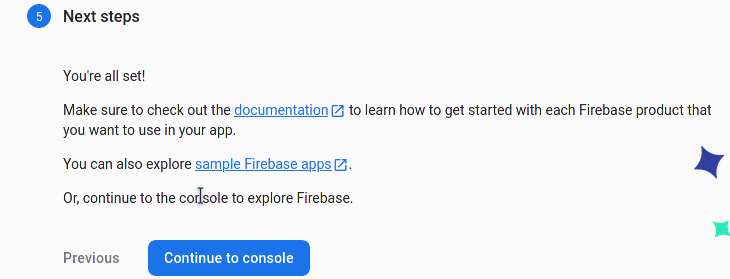 5 Next steps
You're all set!
Make sure to check out the documentation to learn how to get started with each Firebase product that
you want to use in your app.
You can also explore sample Firebase apps.
Or, continue to the console to explore Firebase.
Previous Continue to console